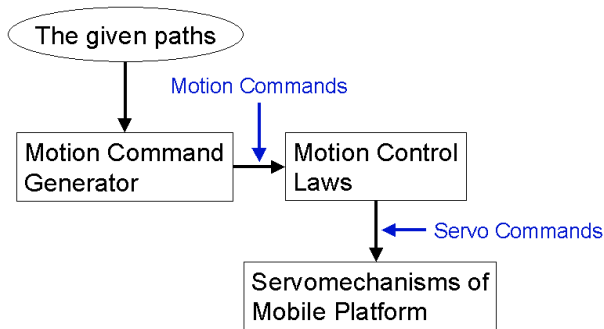 The given paths
Motion Commands
Motion Command
Generator
Motion Control
Laws
Servo Commands
Servomechanisms of
Mobile Platform